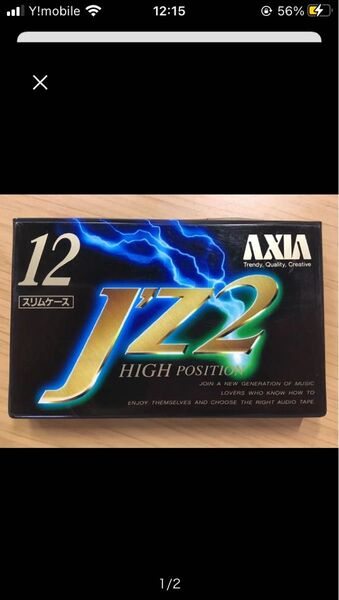 Y!mobile 12:15 56%
12
スリムケース
AXIA
Trendy, Quality, Creative
J'Z2
HIGH POSITION
JOIN A NEW GENERATION OF MUSIC
LOVERS WHO KNOW HOW TO
ENJOY THEMSELVES AND CHOOSE THE RIGHT AUDIO TAPE.
1/2